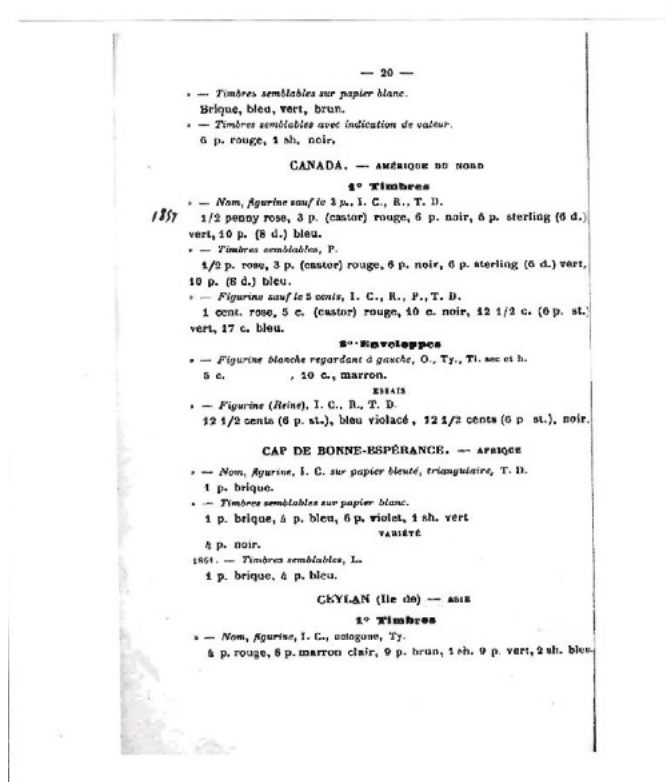 — 20 —
» — Timbres semblables sur papier blanc.
Brique, bleu, vert, brun.
» — Timbres semblables avec indication de valeur.
6 p. rouge, 1 sh. noir.
CANADA. — AMÉRIQUE DU NORD
1° Timbres
» — Nom, figurine sauf le 3 p., I. C., R., T. D.
1857
1/2 penny rose, 3 p. (castor) rouge, 6 p. noir, 6 p. sterling (6 d.)
vert, 10 p. (8 d.) bleu.
» — Timbres semblables, P.
1/2 p. rose, 3 p. (castor) rouge, 6 p. noir, 6 p. sterling (6 d.) vert,
10 p. (8 d.) bleu.
» — Figurine sauf le 5 cents, I. C., R., P., T. D.
1 cent. rose, 5 c. (castor) rouge, 10 c. noir, 12 1/2 c. (6 p. st.)
vert, 17 c. bleu.
2° Enveloppes
» — Figurine blanche regardant à gauche, O., Ty., Ti. sec et h.
5 c. , 10 c., marron.
ESSAIS
» — Figurine (Reine), I. C., R., T. D.
12 1/2 cents (6 p. st.), bleu violacé, 12 1/2 cents (6 p st.), noir.
CAP DE BONNE-ESPÉRANCE. — AFRIQUE
» — Nom, figurine, I. C. sur papier bleuté, triangulaire, T. D.
1 p. brique.
» — Timbres semblables sur papier blanc.
1 p. brique, 4 p. bleu, 6 p. violet, 1 sh. vert
VARIÉTÉ
4 p. noir.
1861. — Timbres semblables, L.
1 p. brique, 4 p. bleu.
CEYLAN (Ile de) — ASIE
1° Timbres
» — Nom, figurine, I. C., octogone, Ty.
4 p. rouge, 8 p. marron clair, 9 p. brun, 1 sh. 9 p. vert, 2 sh. bleu.